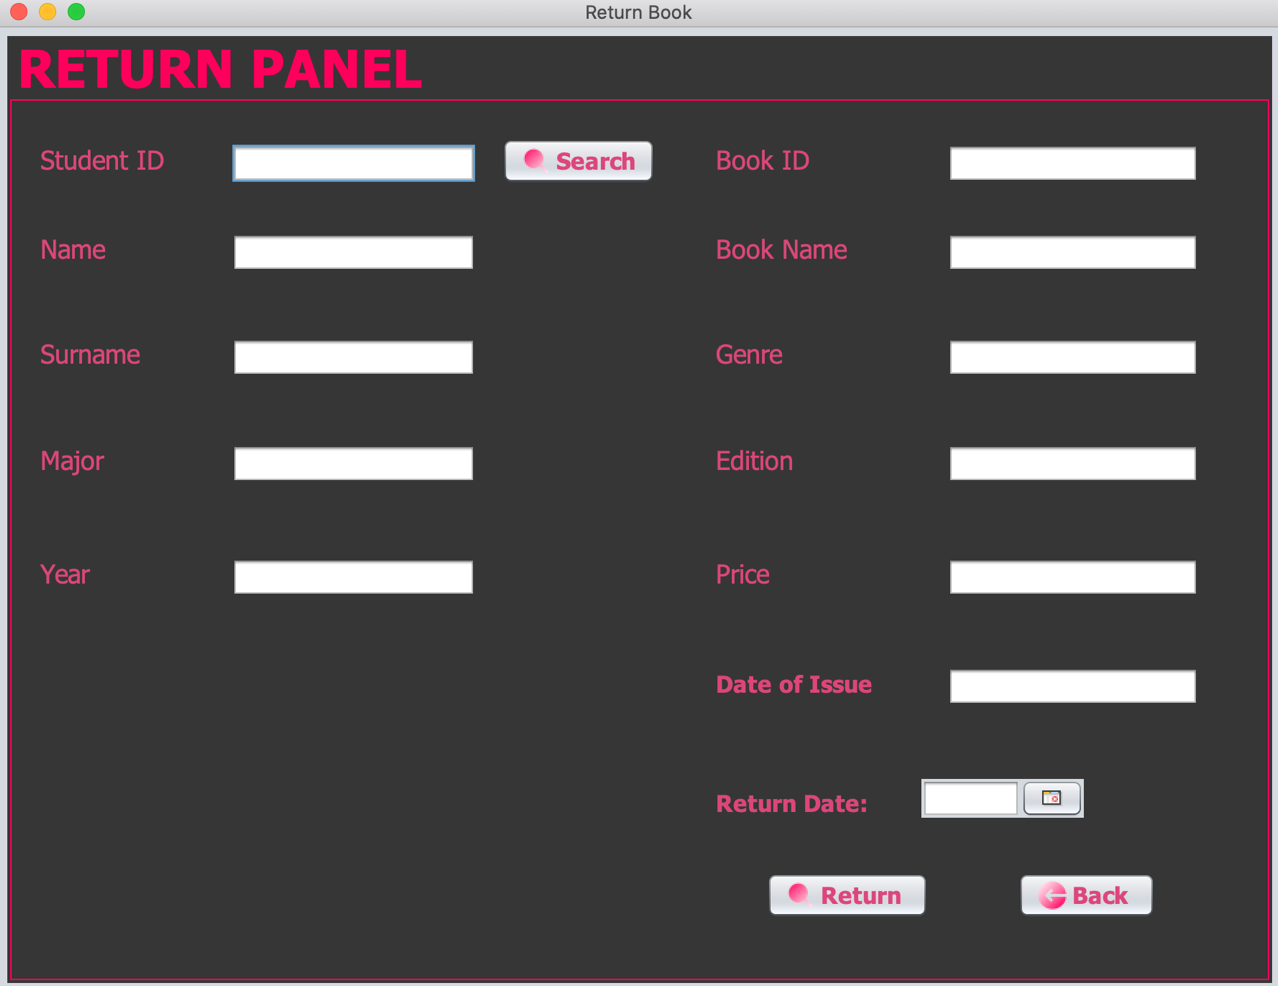 Return Book
RETURN PANEL
Student ID
Search
Book ID
Name
Book Name
Surname
Genre
Major
Edition
Year
Price
Date of Issue
Return Date:
Return
Back